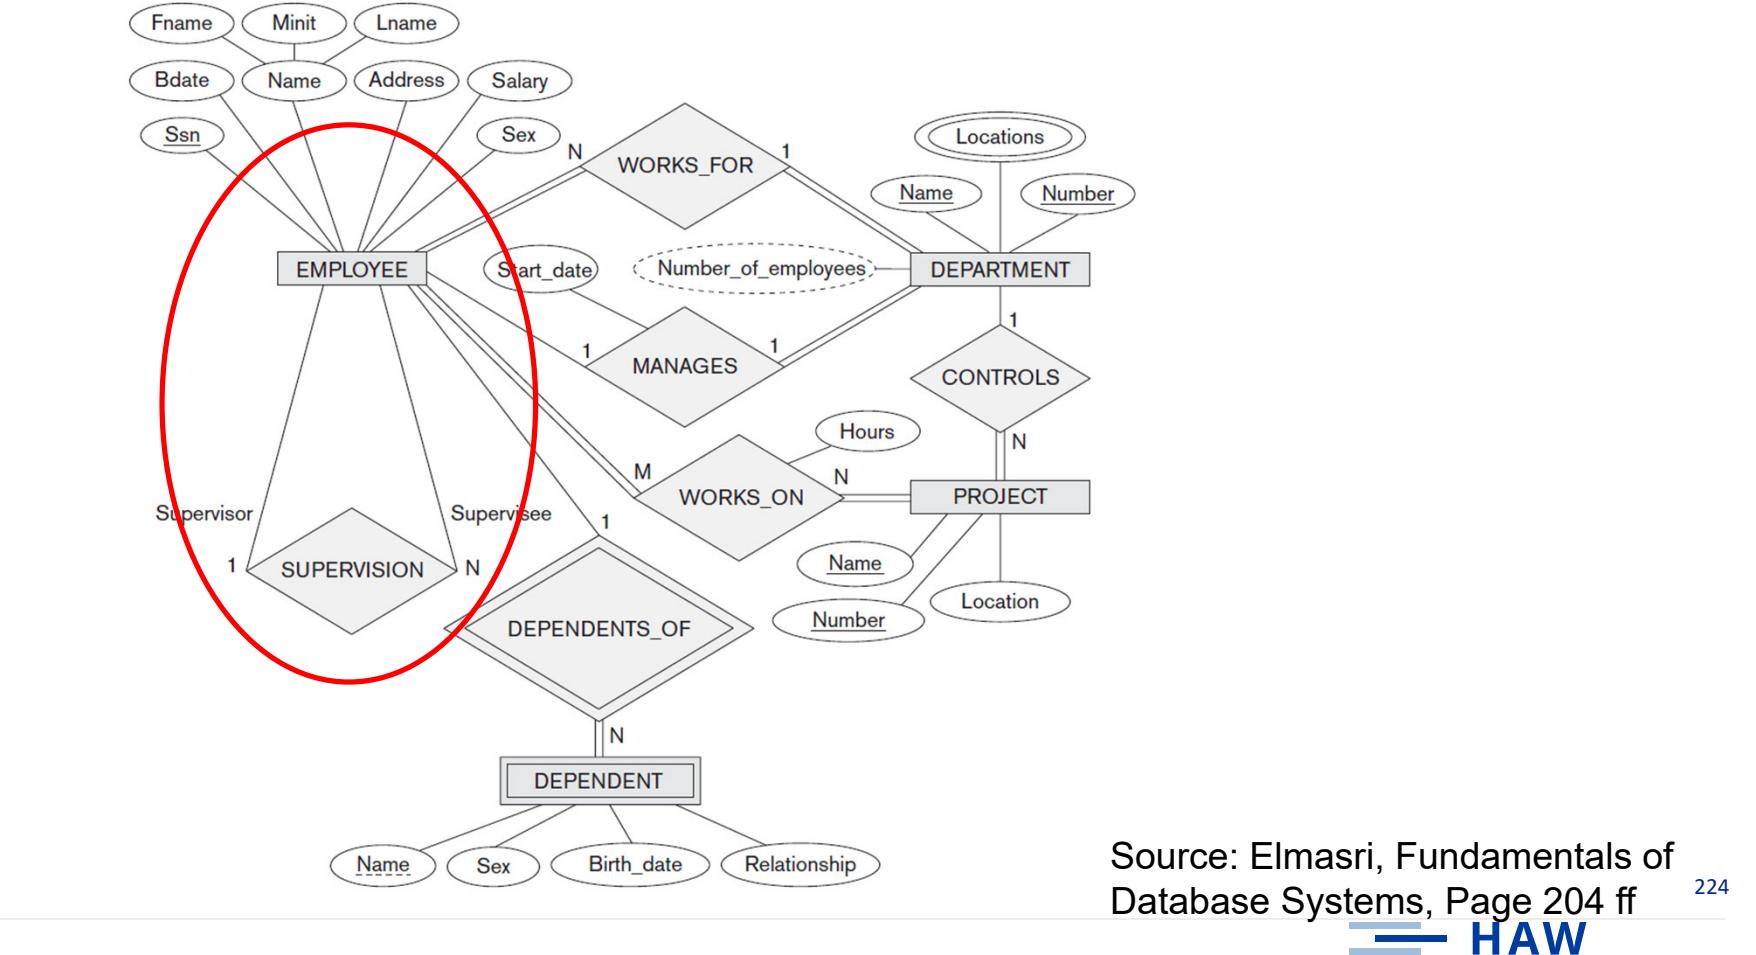 Fname Minit Lname
Bdate Name Address Salary
Ssn Sex
N WORKS_FOR 1
Locations
Name Number
EMPLOYEE Start_date Number_of_employees DEPARTMENT
1 MANAGES 1
1
CONTROLS
N
Hours
M WORKS_ON N PROJECT
Supervisor Supervisee
1 SUPERVISION N
1
Name
Number Location
DEPENDENTS_OF
N
DEPENDENT
Name Sex Birth_date Relationship
Source: Elmasri, Fundamentals of
Database Systems, Page 204 ff
224
HAW